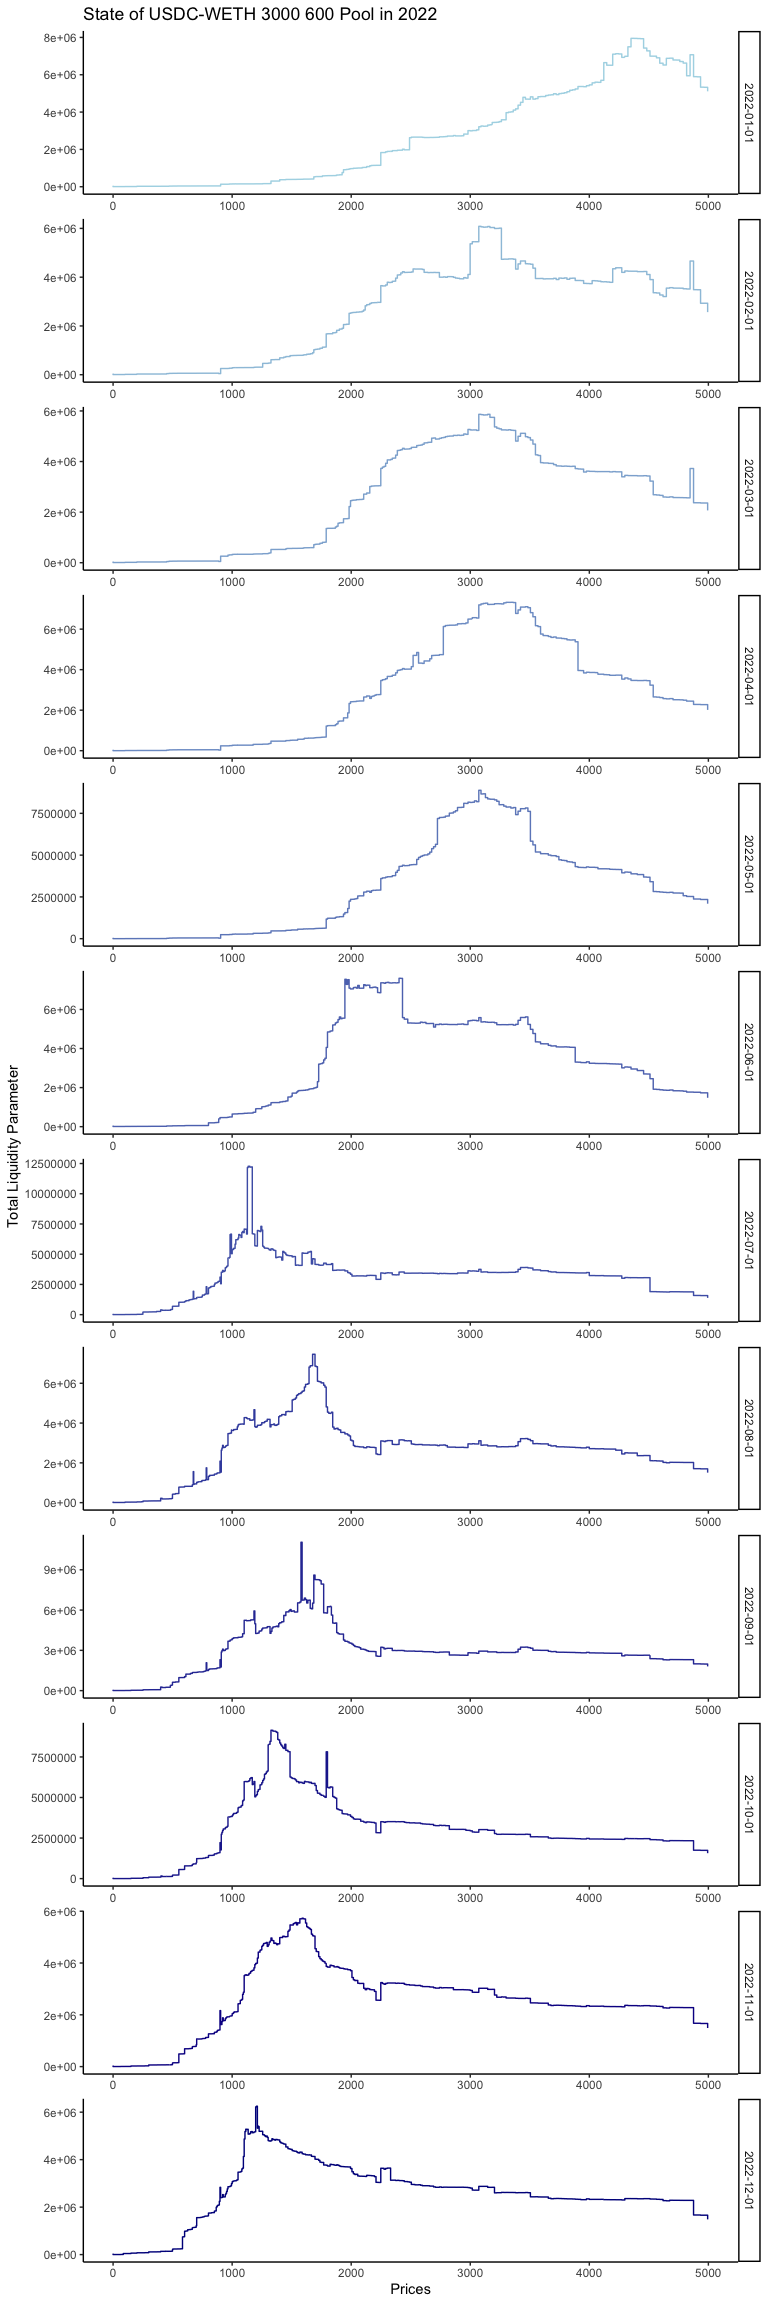 State of USDC-WETH 3000 600 Pool in 2022
Total Liquidity Parameter
8e+06
6e+06
4e+06
2e+06
0e+00
0 1000 2000 3000 4000 5000
2022-01-01
6e+06
4e+06
2e+06
0e+00
0 1000 2000 3000 4000 5000
2022-02-01
6e+06
4e+06
2e+06
0e+00
0 1000 2000 3000 4000 5000
2022-03-01
6e+06
4e+06
2e+06
0e+00
0 1000 2000 3000 4000 5000
2022-04-01
7500000
5000000
2500000
0
0 1000 2000 3000 4000 5000
2022-05-01
6e+06
4e+06
2e+06
0e+00
0 1000 2000 3000 4000 5000
2022-06-01
12500000
10000000
7500000
5000000
2500000
0
0 1000 2000 3000 4000 5000
2022-07-01
6e+06
4e+06
2e+06
0e+00
0 1000 2000 3000 4000 5000
2022-08-01
9e+06
6e+06
3e+06
0e+00
0 1000 2000 3000 4000 5000
2022-09-01
7500000
5000000
2500000
0
0 1000 2000 3000 4000 5000
2022-10-01
6e+06
4e+06
2e+06
0e+00
0 1000 2000 3000 4000 5000
2022-11-01
6e+06
4e+06
2e+06
0e+00
0 1000 2000 3000 4000 5000
2022-12-01
Prices